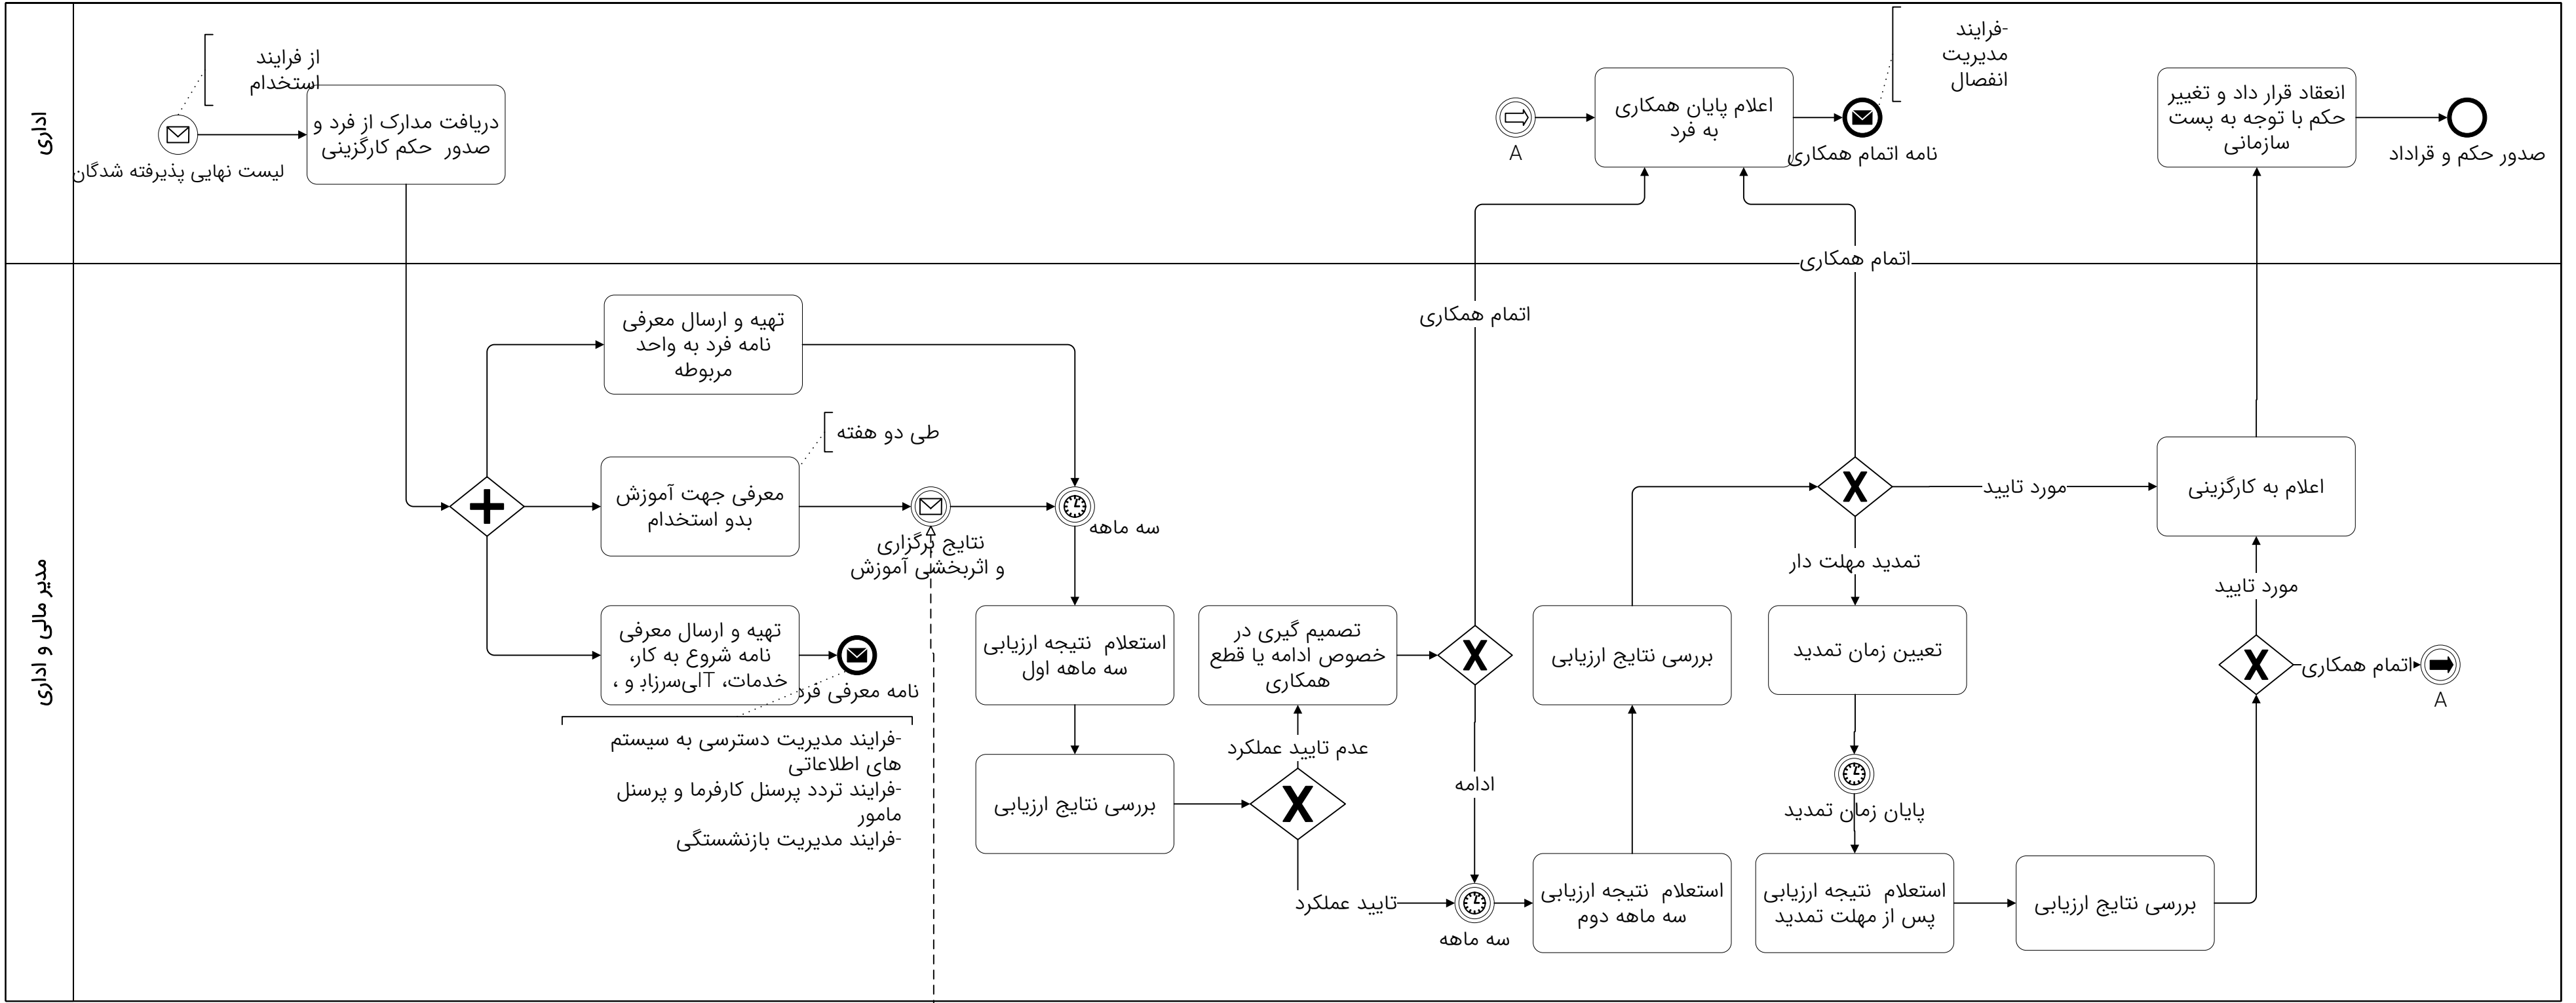 اداری
از فرایند
استخدام
لیست نهایی پذیرفته شدگان
دریافت مدارک از فرد و
صدور حکم کارگزینی
A
اعلام پایان همکاری
به فرد
-فرایند
مدیریت
انفصال
نامه اتمام همکاری
انعقاد قرار داد و تغییر
حکم با توجه به پست
سازمانی
صدور حکم و قراداد
مدیر مالی و اداری
تهیه و ارسال معرفی
نامه فرد به واحد
مربوطه
طی دو هفته
معرفی جهت آموزش
بدو استخدام
نتایج برگزاری
و اثربخشی آموزش
سه ماهه
تهیه و ارسال معرفی
نامه شروع به کار،
خدمات، IT
نامه معرفی فرد
-فرایند مدیریت دسترسی به سیستم
های اطلاعاتی
-فرایند تردد پرسنل کارفرما و پرسنل
مامور
-فرایند مدیریت بازنشستگی
استعلام نتیجه ارزیابی
سه ماهه اول
بررسی نتایج ارزیابی
تصمیم گیری در
خصوص ادامه یا قطع
همکاری
عدم تایید عملکرد
تایید عملکرد
اتمام همکاری
ادامه
سه ماهه
استعلام نتیجه ارزیابی
سه ماهه دوم
بررسی نتایج ارزیابی
اتمام همکاری
مورد تایید
تمدید مهلت دار
تعیین زمان تمدید
پایان زمان تمدید
استعلام نتیجه ارزیابی
پس از مهلت تمدید
بررسی نتایج ارزیابی
اعلام به کارگزینی
مورد تایید
اتمام همکاری
A